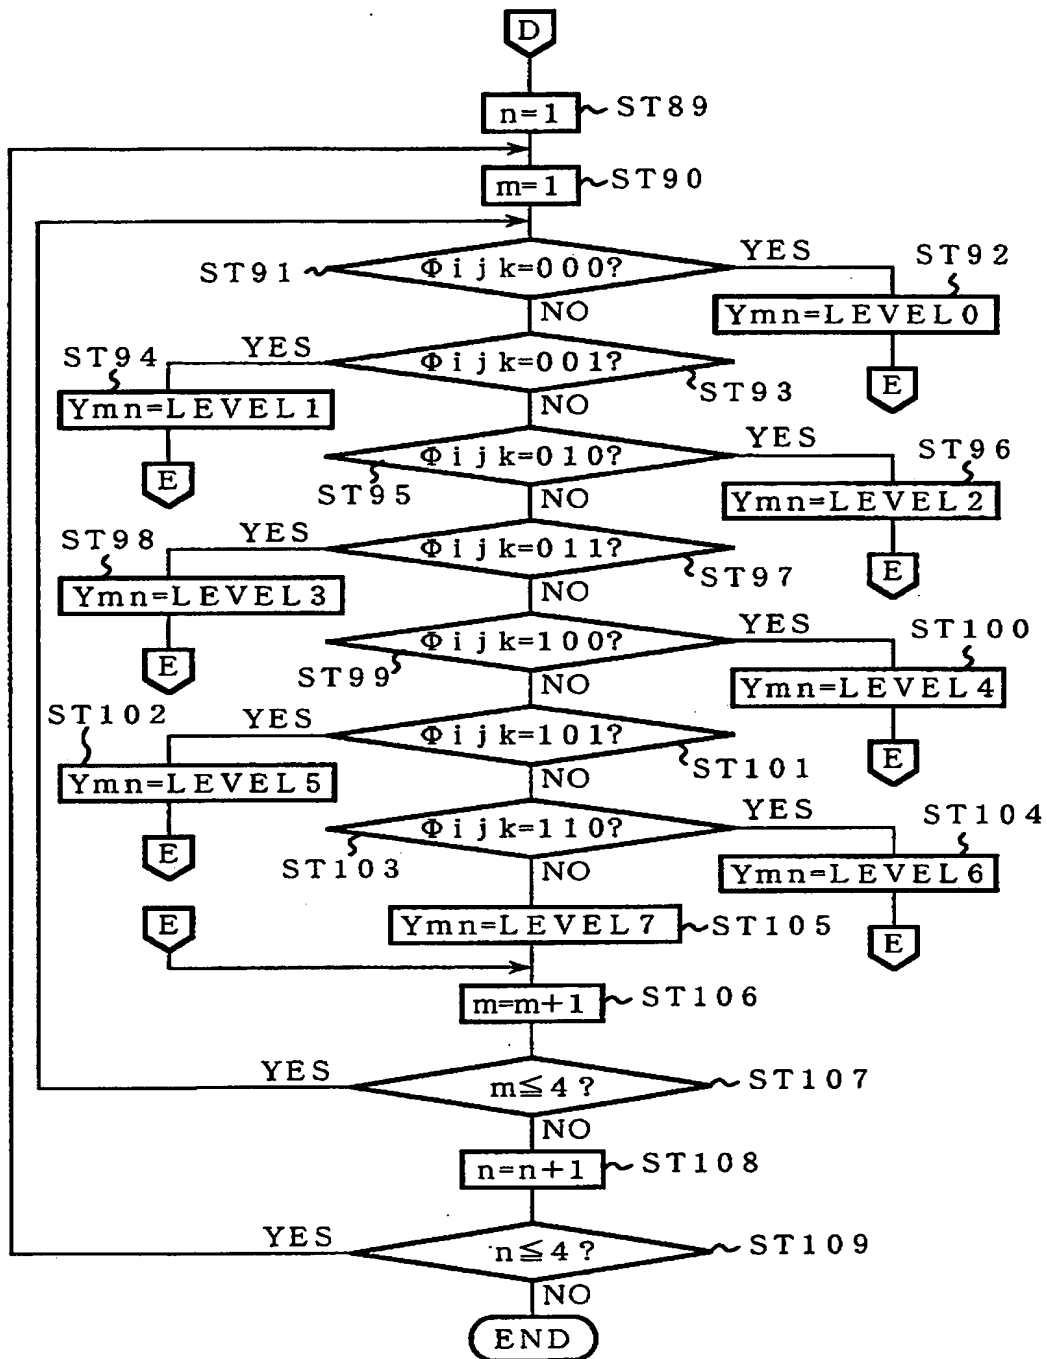 D
n=1 ST89
m=1 ST90
ST91 Φijk=000? YES ST92
NO Ymn=LEVEL0
ST94 YES Φijk=001? ST93 E
Ymn=LEVEL1 NO
E ST95 Φijk=010? YES ST96
NO Ymn=LEVEL2
ST98 YES Φijk=011? ST97 E
Ymn=LEVEL3 NO
E ST99 Φijk=100? YES ST100
NO Ymn=LEVEL4
ST102 YES Φijk=101? ST101 E
Ymn=LEVEL5 NO
E ST103 Φijk=110? YES ST104
NO Ymn=LEVEL6
E Ymn=LEVEL7 ST105 E
m=m+1 ST106
YES m≦4? ST107
NO
n=n+1 ST108
YES n≦4? ST109
NO
END